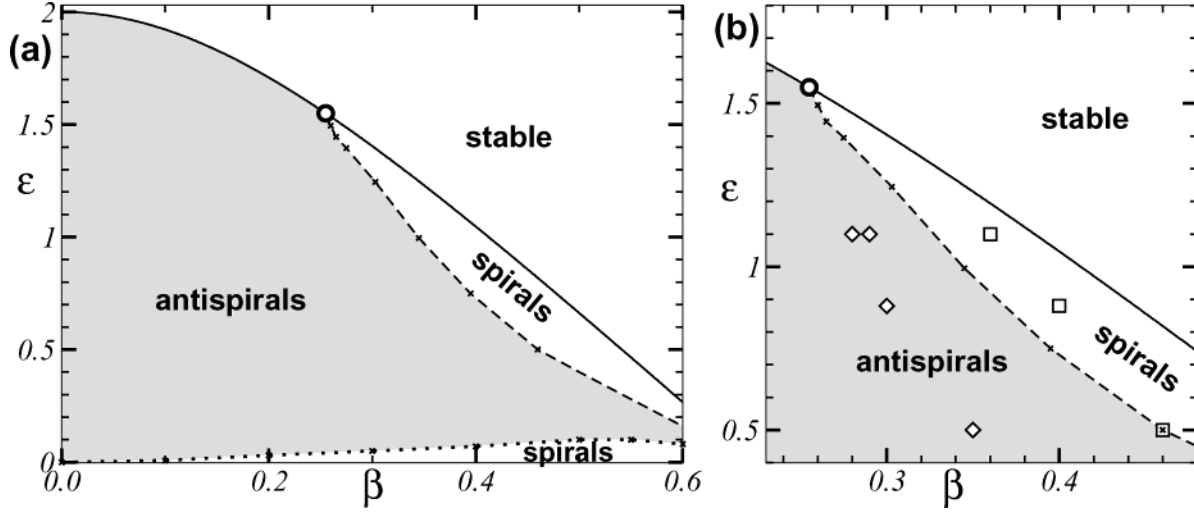 (a)
2
1.5
ε
1
0.5
0
stable
spirals
antispirals
spirals
0.0
0.2
β
0.4
0.6
(b)
1.5
ε
1
0.5
stable
antispirals
spirals
0.3
β
0.4